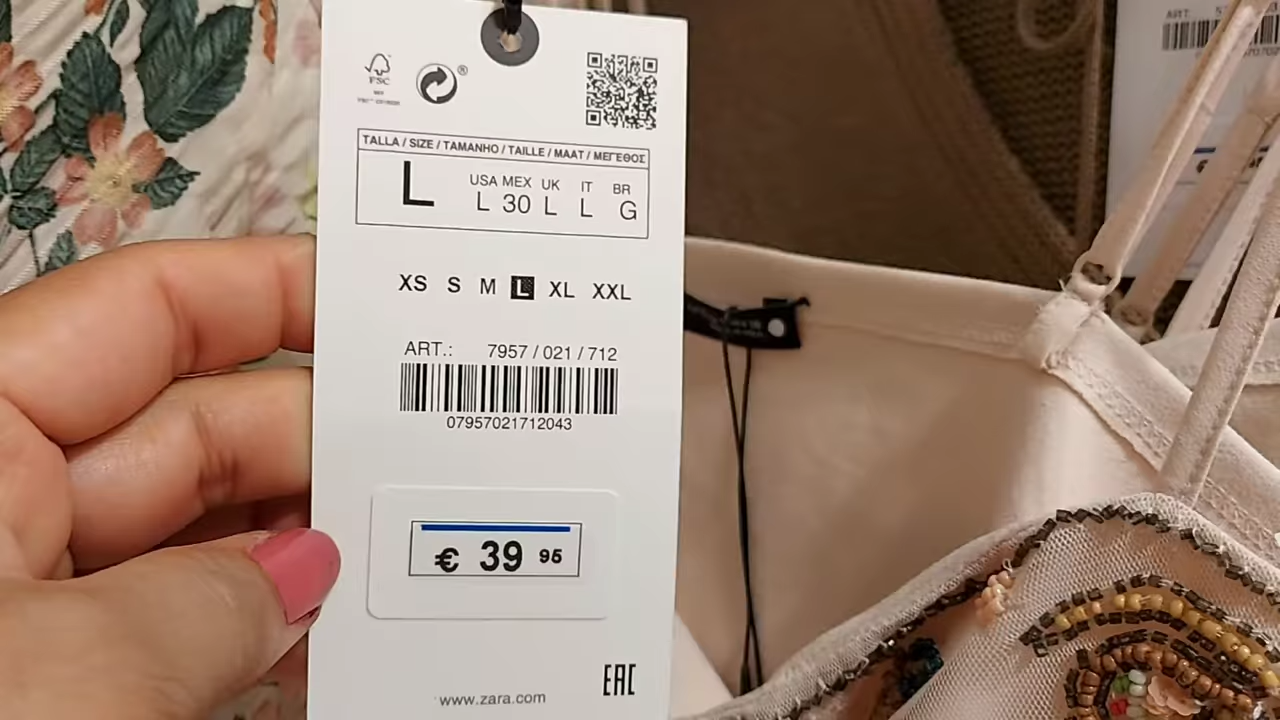 FSC
TALLA / SIZE / TAMANHO / TAILLE / MAAT / ΜΕΓΕΘΟΣ
L
USA MEX UK IT BR
L 30 L L G
XS S M L XL XXL
ART.: 7957 / 021 / 712
07957021712043
€ 39 95
www.zara.com
EAC
ART.